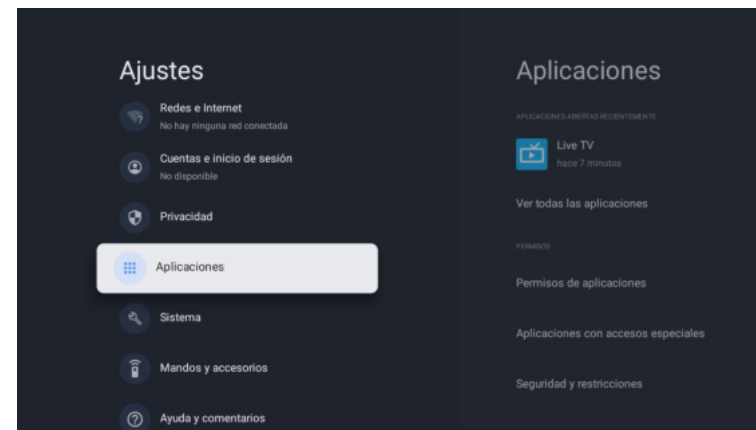 Ajustes
Redes e Internet
No hay ninguna red conectada
Cuentas e inicio de sesión
No disponible
Privacidad
Aplicaciones
Sistema
Mandos y accesorios
Ayuda y comentarios
Aplicaciones
APLICACIONES ABIERTAS RECIENTEMENTE
Live TV
hace 7 minutos
Ver todas las aplicaciones
PERMISOS
Permisos de aplicaciones
Aplicaciones con accesos especiales
Seguridad y restricciones